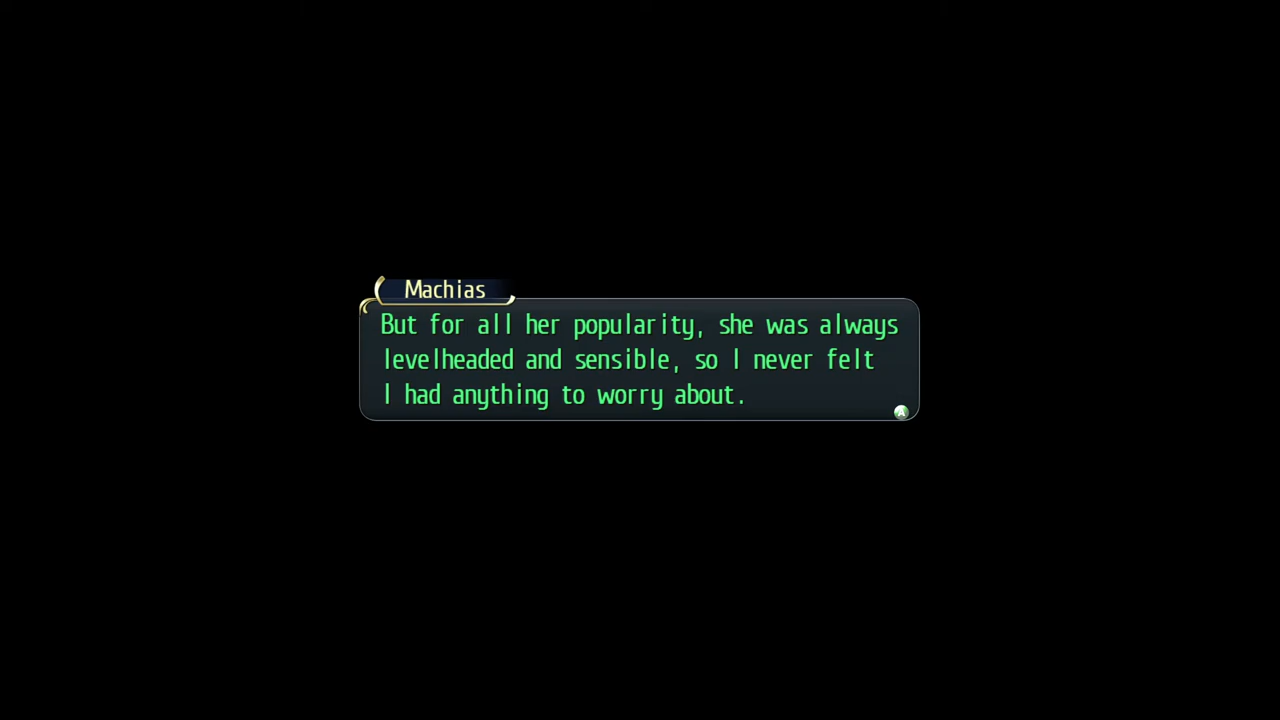 Machias
But for all her popularity, she was always
levelheaded and sensible, so I never felt
I had anything to worry about.
A